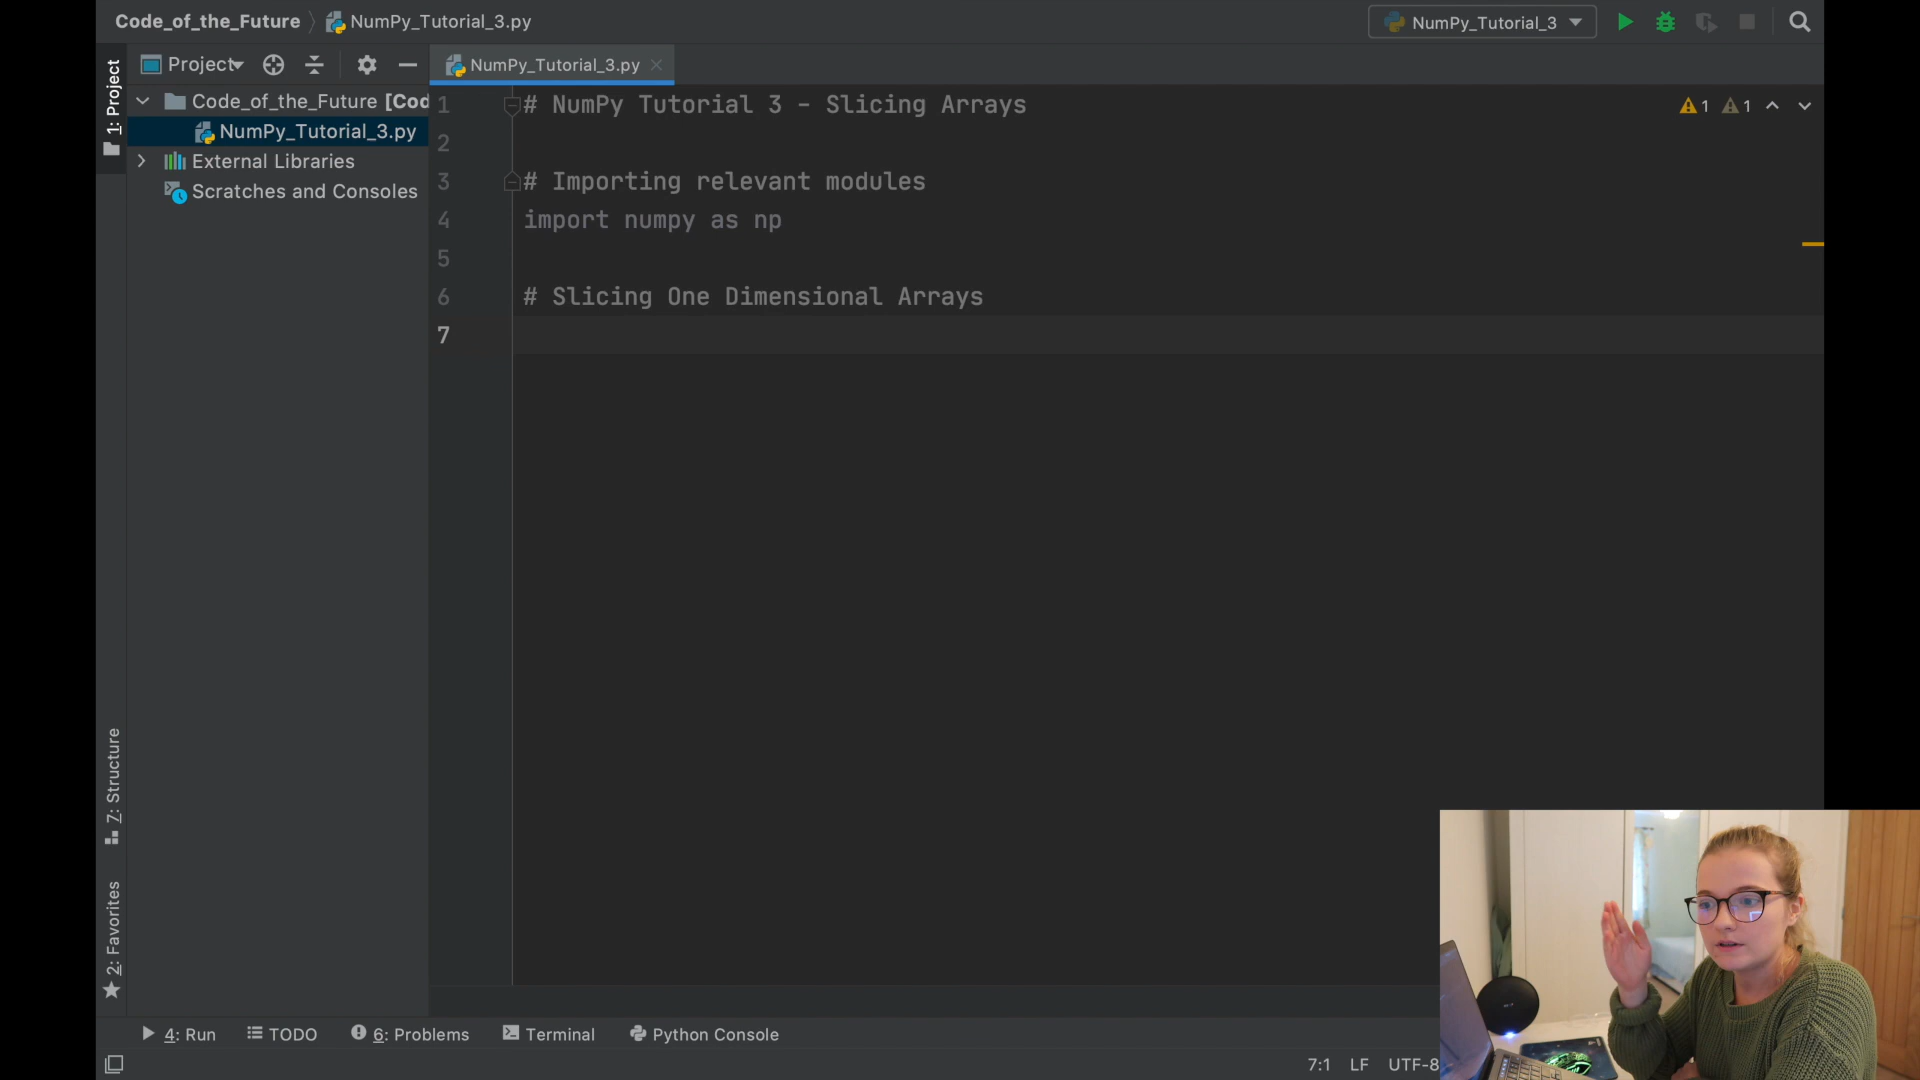 Code_of_the_Future
NumPy_Tutorial_3.py
NumPy_Tutorial_3
1: Project
Project
NumPy_Tutorial_3.py
Code_of_the_Future [Cod
NumPy_Tutorial_3.py
External Libraries
Scratches and Consoles
1 # NumPy Tutorial 3 - Slicing Arrays
1 1
2
3 # Importing relevant modules
4 import numpy as np
5
6 # Slicing One Dimensional Arrays
7
7: Structure
2: Favorites
4: Run
TODO
6: Problems
Terminal
Python Console
7:1 LF UTF-8